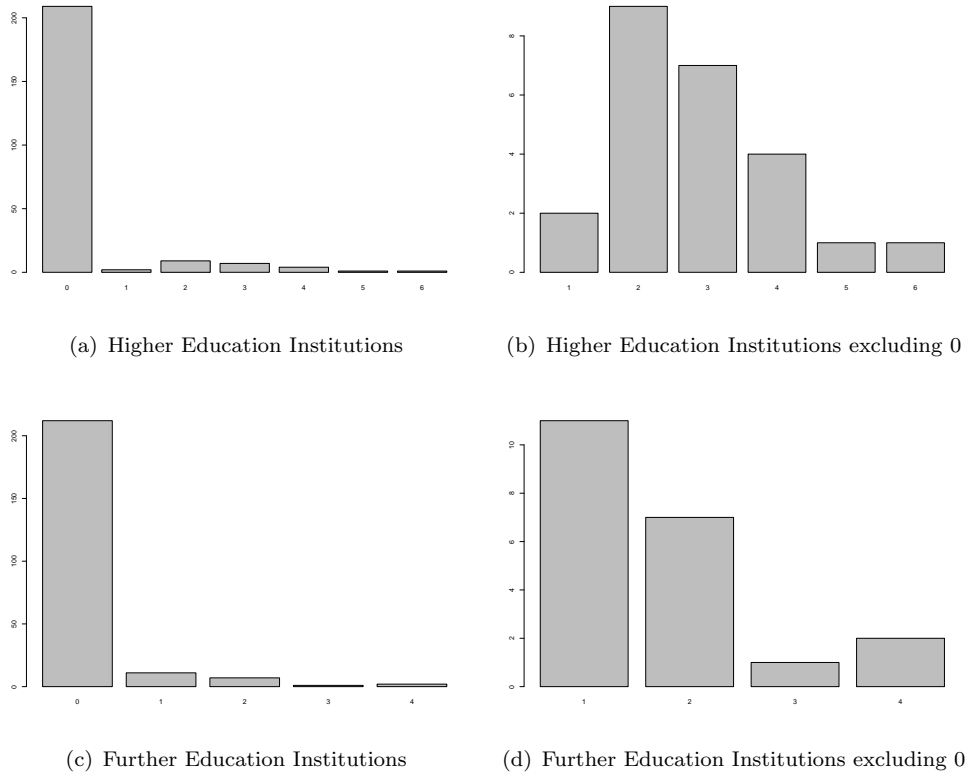 200
150
100
50
0
0 1 2 3 4 5 6
8
6
4
2
0
1 2 3 4 5 6
(a) Higher Education Institutions
(b) Higher Education Institutions excluding 0
200
150
100
50
0
0 1 2 3 4
10
8
6
4
2
0
1 2 3 4
(c) Further Education Institutions
(d) Further Education Institutions excluding 0